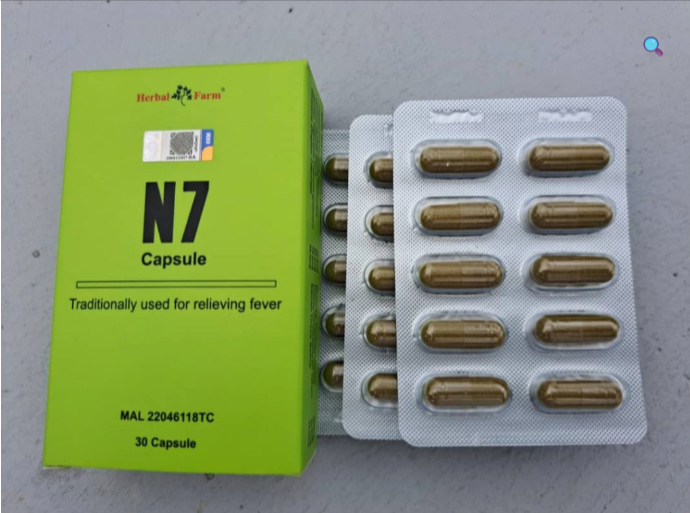 Herbal Farm®
N7
Capsule
Traditionally used for relieving fever
MAL 22046118TC
30 Capsule